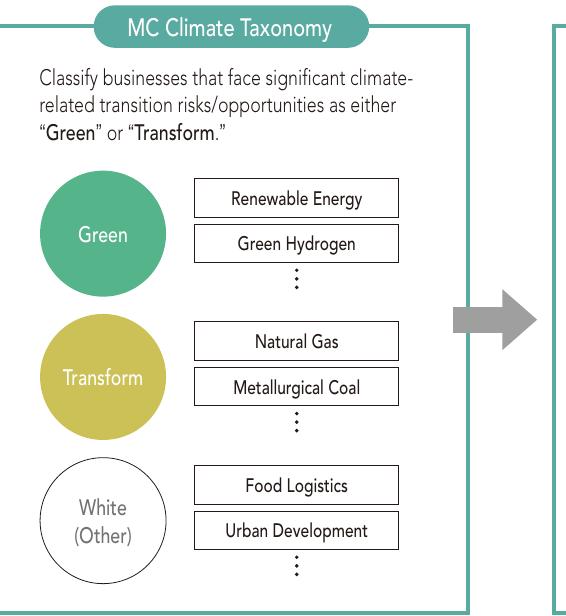 MC Climate Taxonomy
Classify businesses that face significant climate-
related transition risks/opportunities as either
“Green” or “Transform.”
Green
Renewable Energy
Green Hydrogen
Transform
Natural Gas
Metallurgical Coal
White
(Other)
Food Logistics
Urban Development